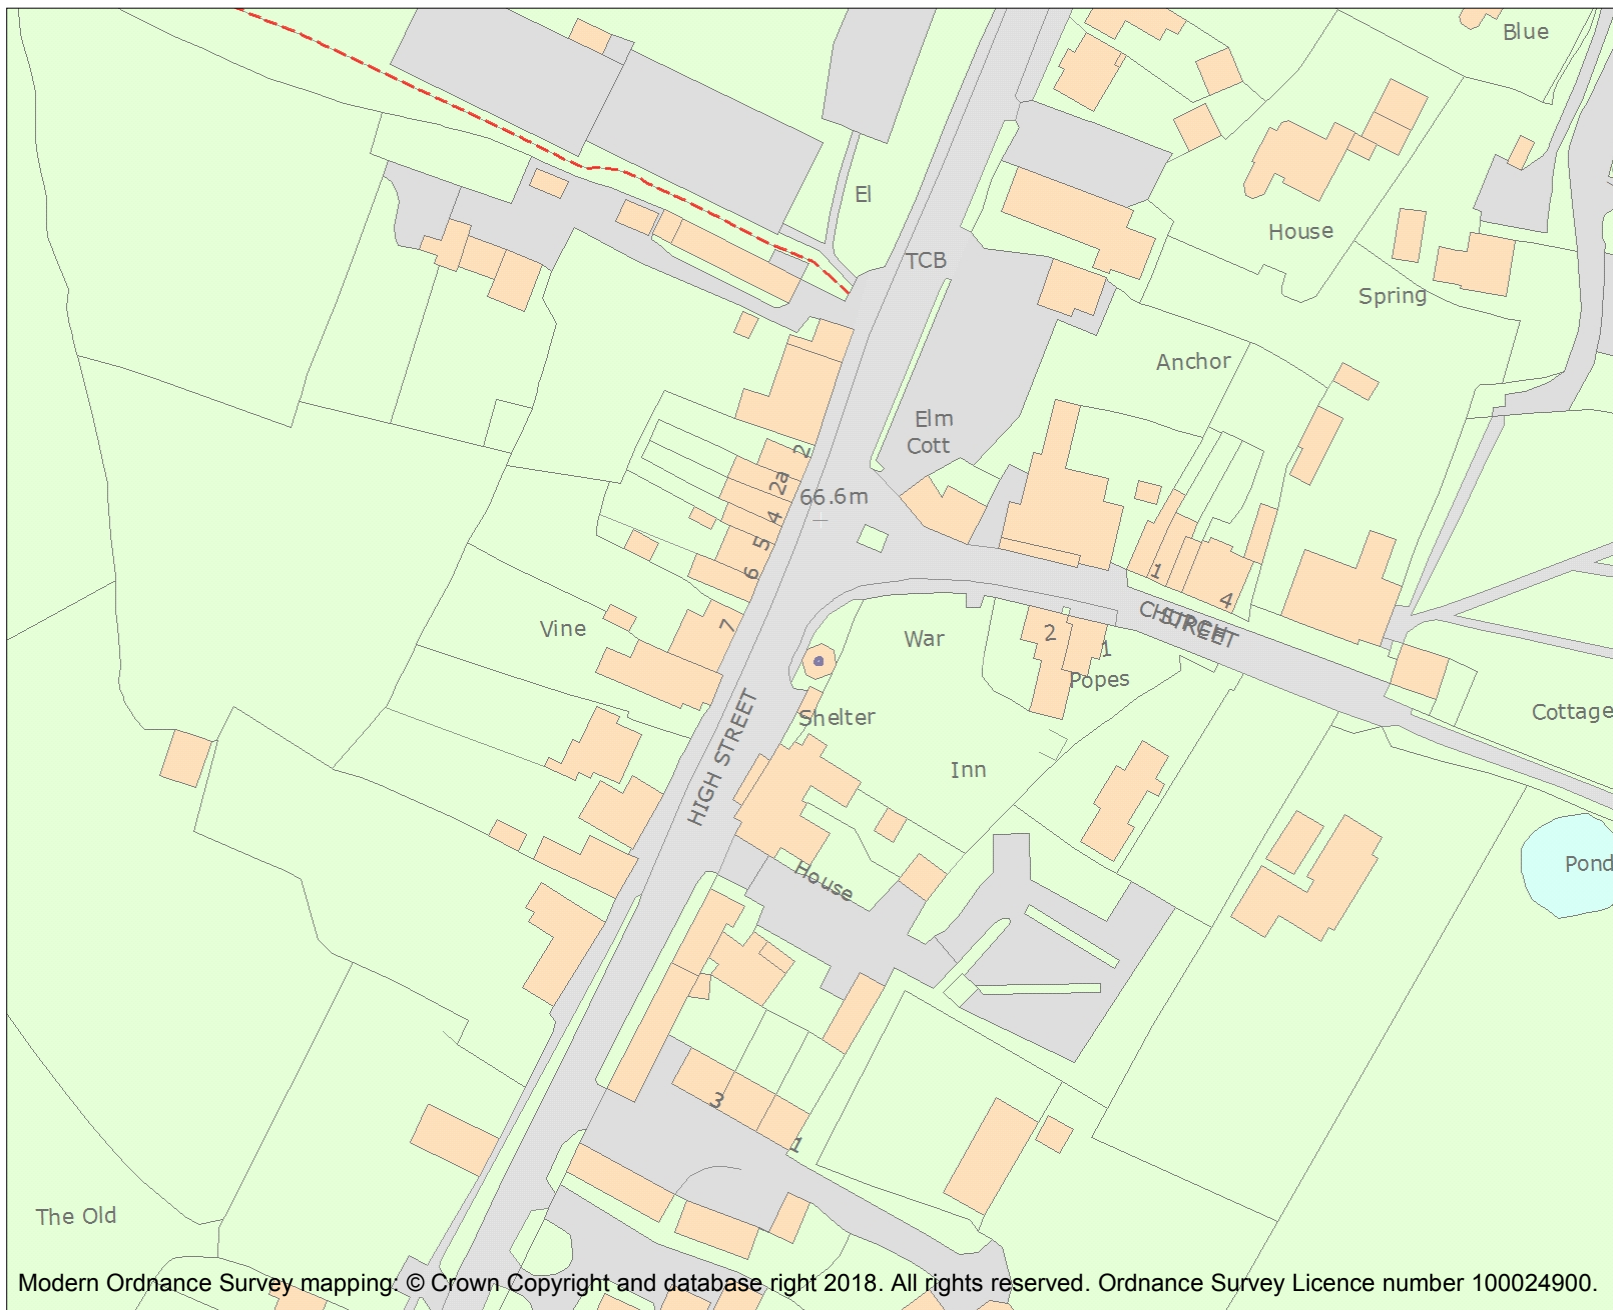 Blue
El
House
TCB
Spring
Anchor
Elm
Cott
2
2a
66.6m
4
5
6
1
4
CHURCH
STREET
7
Vine
War
2
1
Popes
HIGH STREET
Shelter
Cottage
Inn
House
Pond
3
1
The Old
Modern Ordnance Survey mapping: © Crown Copyright and database right 2018. All rights reserved. Ordnance Survey Licence number 100024900.